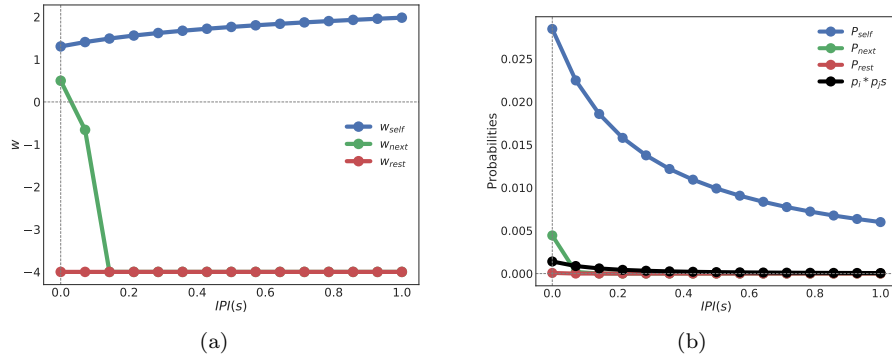 2
1
0
−1
−2
−3
−4
w
w_self
w_next
w_rest
0.0 0.2 0.4 0.6 0.8 1.0
IPI(s)
(a)
0.025
0.020
0.015
0.010
0.005
0.000
Probabilities
P_self
P_next
P_rest
p_i * p_j s
0.0 0.2 0.4 0.6 0.8 1.0
IPI(s)
(b)